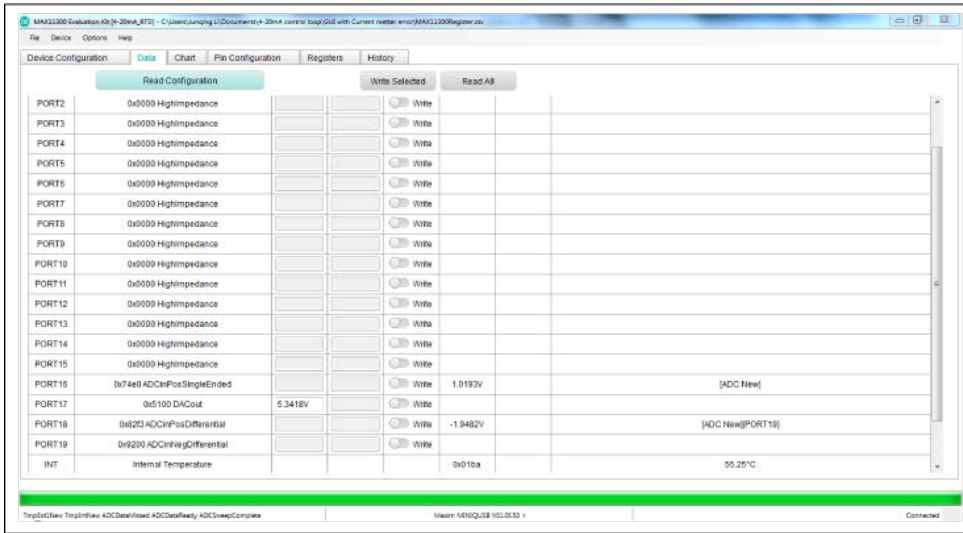 MAX11300 Evaluation Kit [4-20mA_RTD] - C:\Users\Junqing.Li\Documents\4-20mA control loop\GUI with Current meter error\MAX11300Register.csv
File Device Options Help
Device Configuration Data Chart Pin Configuration Registers History
Read Configuration Write Selected Read All
PORT2 0x0000 HighImpedance Write
PORT3 0x0000 HighImpedance Write
PORT4 0x0000 HighImpedance Write
PORT5 0x0000 HighImpedance Write
PORT6 0x0000 HighImpedance Write
PORT7 0x0000 HighImpedance Write
PORT8 0x0000 HighImpedance Write
PORT9 0x0000 HighImpedance Write
PORT10 0x0000 HighImpedance Write
PORT11 0x0000 HighImpedance Write
PORT12 0x0000 HighImpedance Write
PORT13 0x0000 HighImpedance Write
PORT14 0x0000 HighImpedance Write
PORT15 0x0000 HighImpedance Write
PORT16 0x74e0 ADCinPosSingleEnded Write 1.0193V [ADC New]
PORT17 0x5100 DACout 5.3418V Write
PORT18 0x82f3 ADCinPosDifferential Write -1.9482V [ADC New][PORT19]
PORT19 0x9200 ADCinNegDifferential Write
INT Internal Temperature 0x01ba 55.25°C
TmpExt1New TmpIntNew ADCDataMissed ADCDataReady ADCSweepComplete Maxim MINIQUSB V01.05.50 > Connected